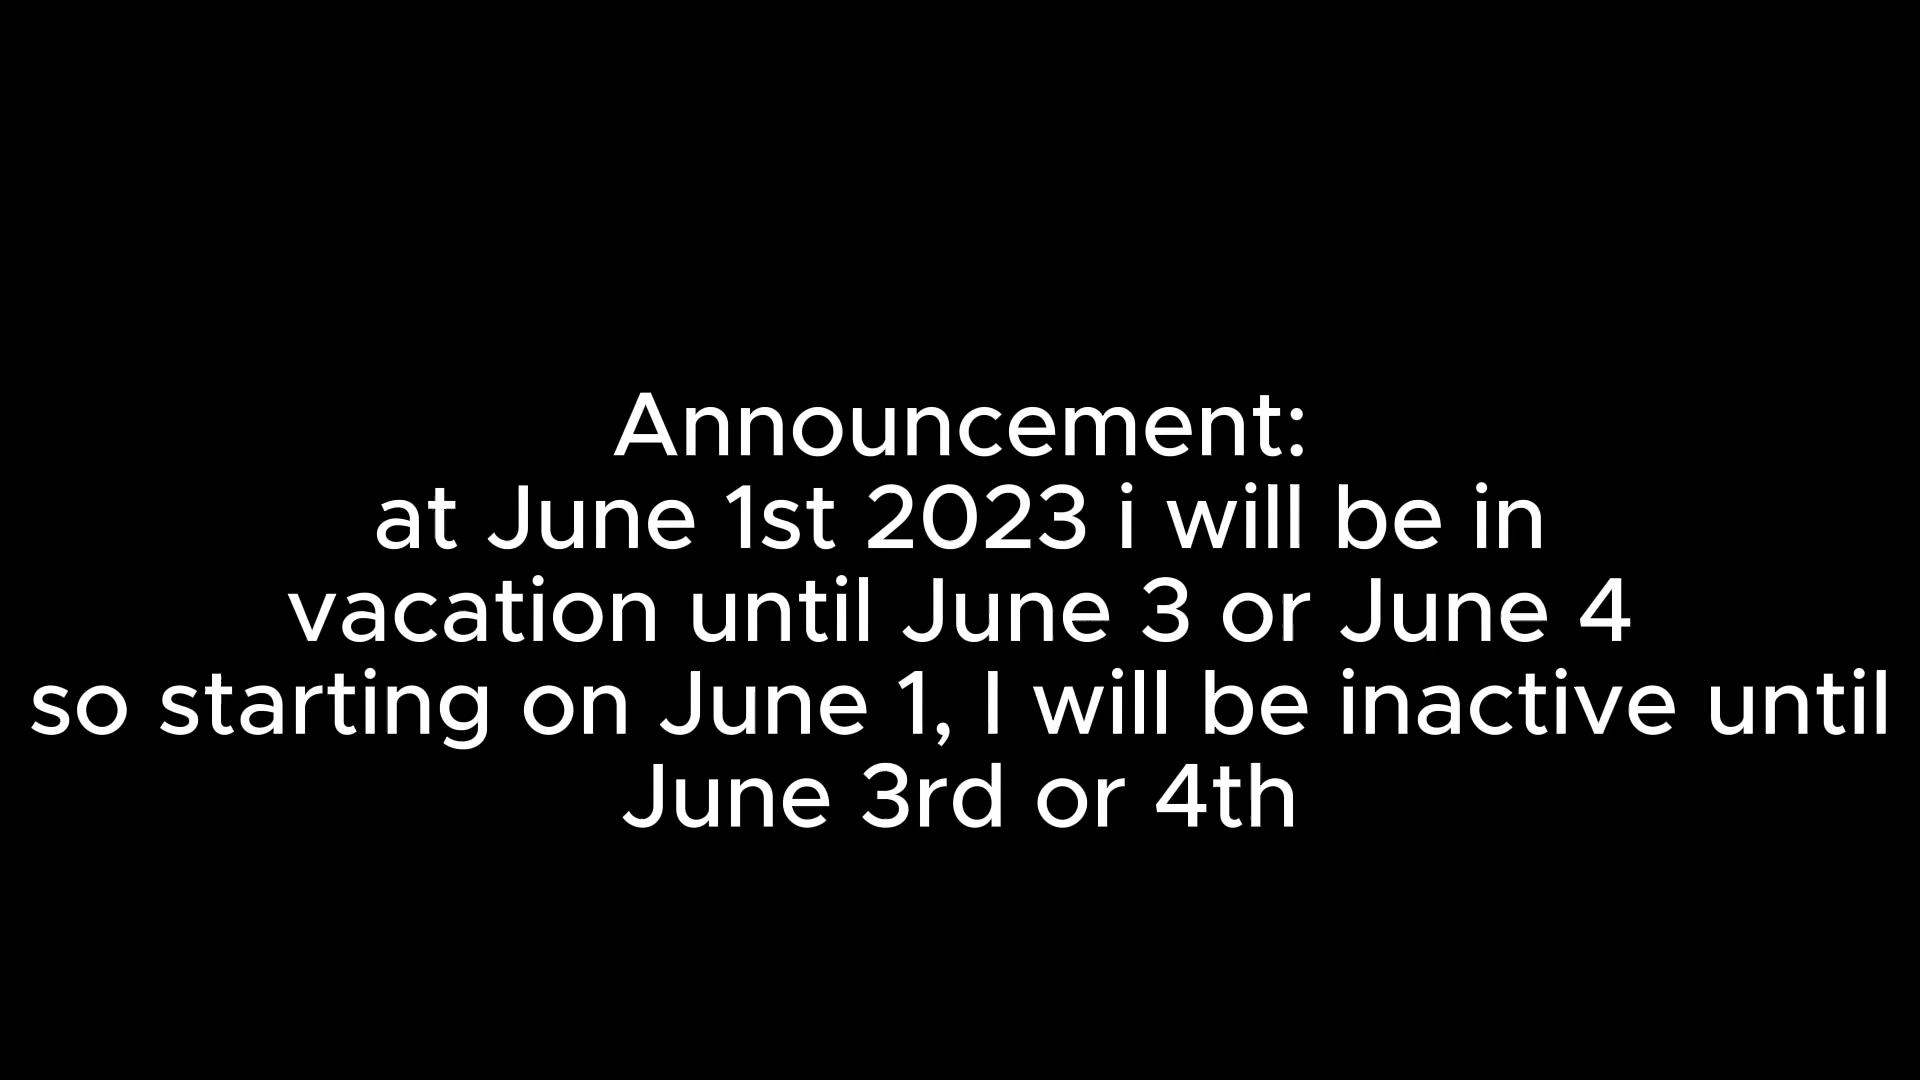 Announcement:
at June 1st 2023 i will be in
vacation until June 3 or June 4
so starting on June 1, I will be inactive until
June 3rd or 4th